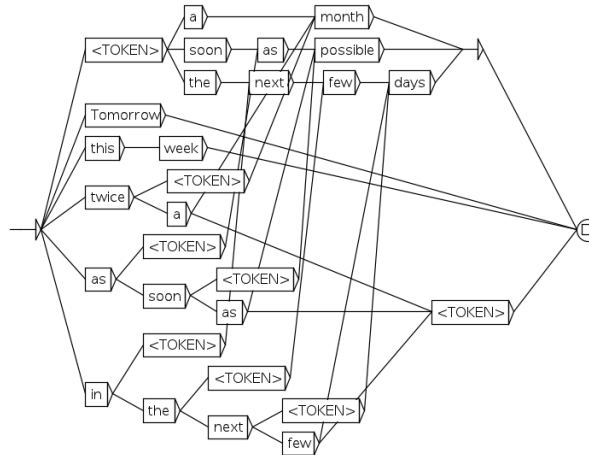 a month
<TOKEN> soon as possible
the next few days
Tomorrow
this week
<TOKEN>
twice
a
<TOKEN>
as <TOKEN>
soon
as <TOKEN>
<TOKEN>
<TOKEN>
in the
<TOKEN>
next
few